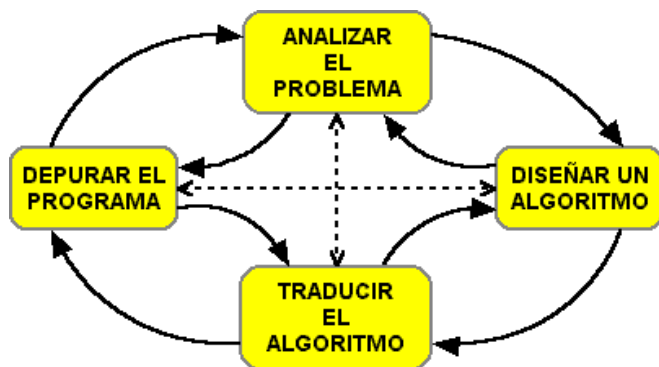 ANALIZAR
EL
PROBLEMA
DEPURAR EL
PROGRAMA
DISEÑAR UN
ALGORITMO
TRADUCIR
EL
ALGORITMO